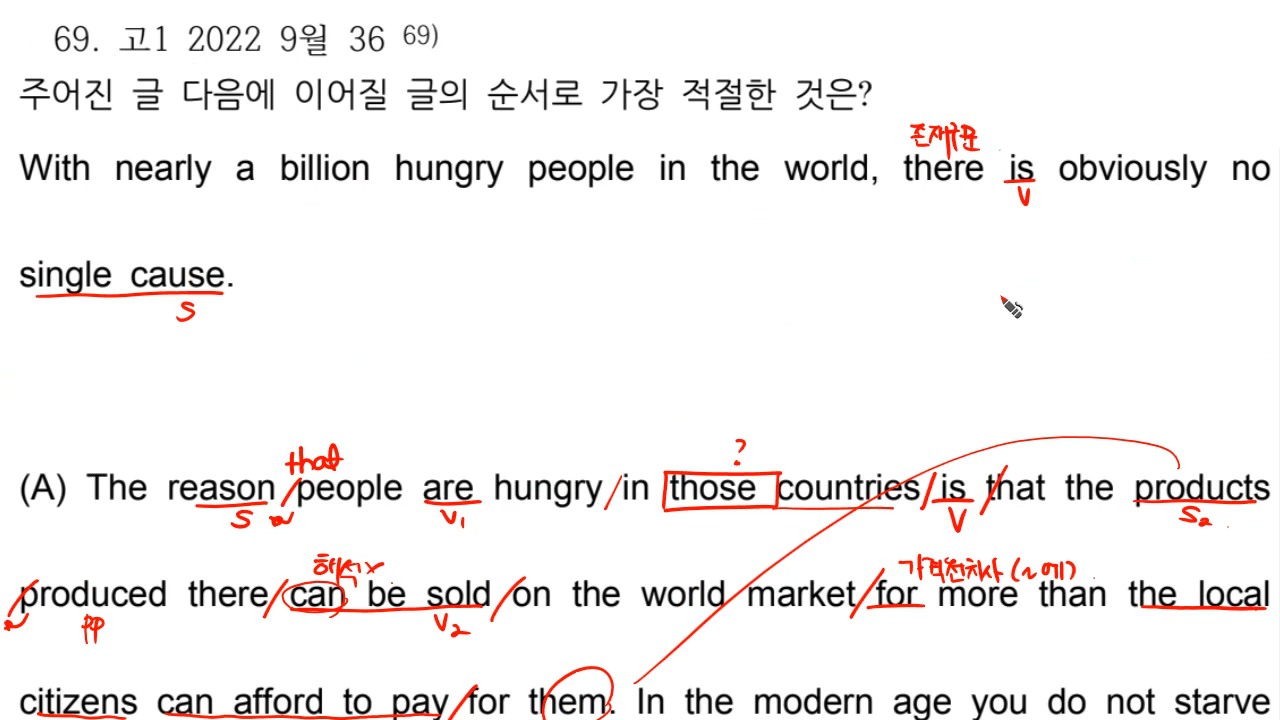 69. 고1 2022 9월 36 69)
주어진 글 다음에 이어질 글의 순서로 가장 적절한 것은?
존재구문
With nearly a billion hungry people in the world, there is obviously no
V
single cause.
S
that ?
(A) The reason people are hungry in those countries is that the products
S V₁ V S₂
해석× 가격전치사 (~에)
produced there can be sold on the world market for more than the local
pp V₂
citizens can afford to pay for them. In the modern age you do not starve